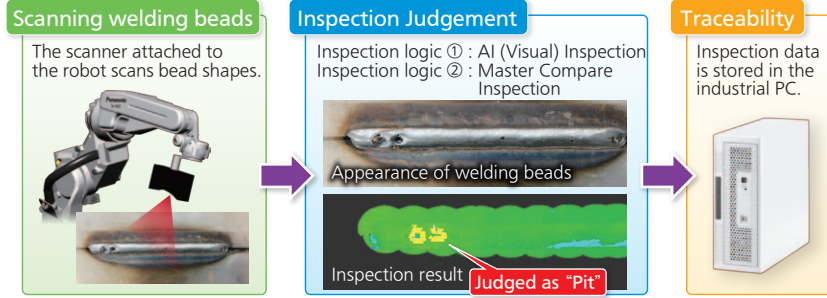 Scanning welding beads
The scanner attached to
the robot scans bead shapes.
Panasonic
Inspection Judgement
Inspection logic ① : AI (Visual) Inspection
Inspection logic ② : Master Compare
Inspection
Appearance of welding beads
Inspection result
Judged as “Pit”
Traceability
Inspection data
is stored in the
industrial PC.